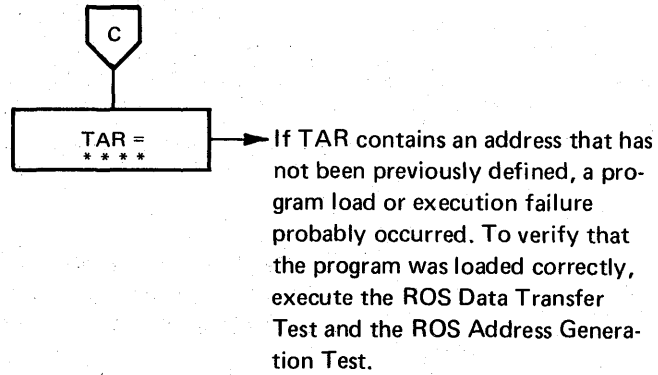 C
TAR =
* * * *
If TAR contains an address that has
not been previously defined, a pro-
gram load or execution failure
probably occurred. To verify that
the program was loaded correctly,
execute the ROS Data Transfer
Test and the ROS Address Genera-
tion Test.